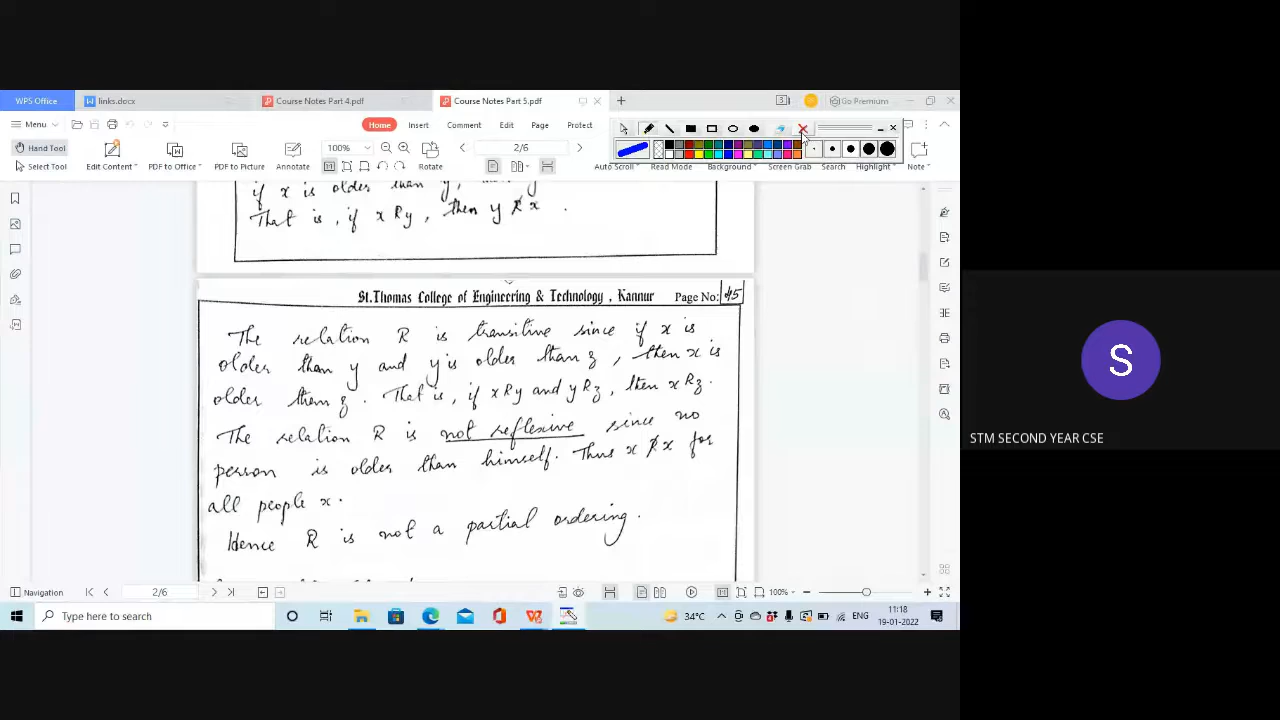 WPS Office
links.docx
Course Notes Part 4.pdf
Course Notes Part 5.pdf
Go Premium
Menu
Home
Insert
Comment
Edit
Page
Protect
Hand Tool
Select Tool
Edit Content
PDF to Office
PDF to Picture
Annotate
100%
Rotate
2/6
Auto Scroll
Read Mode
Background
Screen Grab
Search
Highlight
Note
if x is older than y,
That is, if x R y, then y R̸ x .
St.Thomas College of Engineering & Technology , Kannur Page No: 45
The relation R is transitive since if x is
older than y and y is older than z , then x is
older than z . That is, if x R y and y R z, then x R z.
The relation R is not reflexive since no
person is older than himself. Thus x R̸ x for
all people x.
Hence R is not a partial ordering.
Navigation
2/6
100%
Type here to search
34°C
ENG
11:18
19-01-2022
S
STM SECOND YEAR CSE